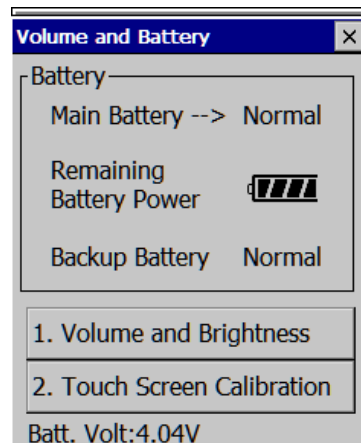 Volume and Battery
Battery
Main Battery --> Normal
Remaining
Battery Power
Backup Battery Normal
1. Volume and Brightness
2. Touch Screen Calibration
Batt. Volt:4.04V